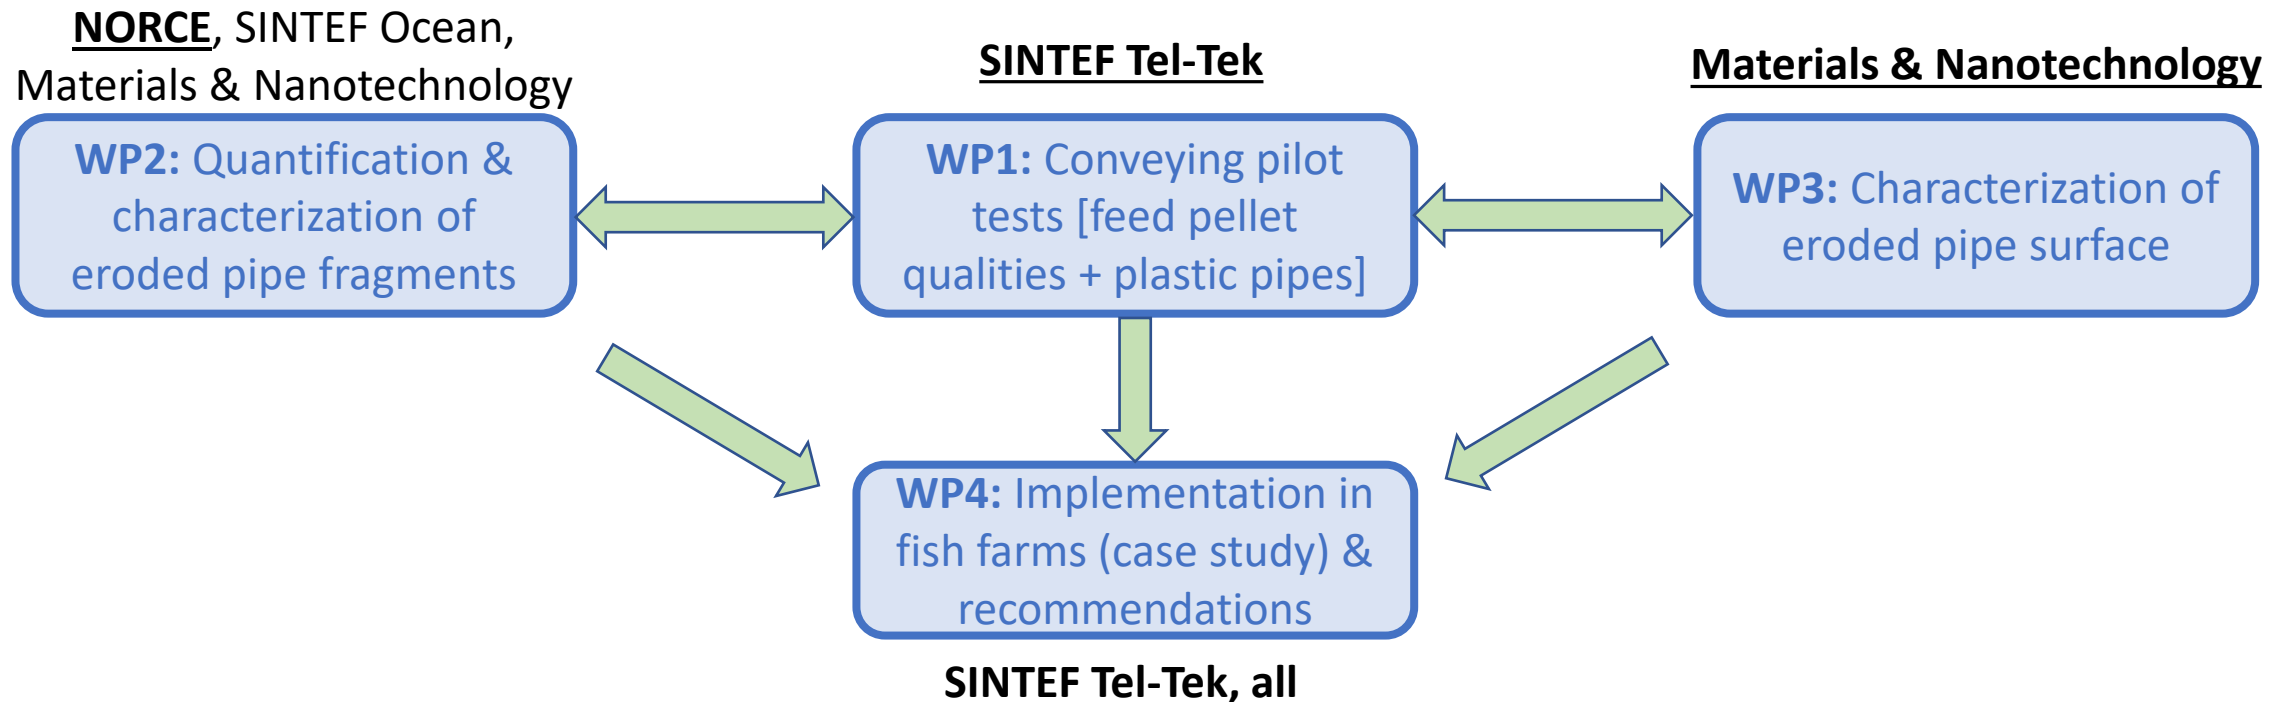 NORCE, SINTEF Ocean,
Materials & Nanotechnology
WP2: Quantification &
characterization of
eroded pipe fragments
SINTEF Tel-Tek
WP1: Conveying pilot
tests [feed pellet
qualities + plastic pipes]
Materials & Nanotechnology
WP3: Characterization of
eroded pipe surface
WP4: Implementation in
fish farms (case study) &
recommendations
SINTEF Tel-Tek, all